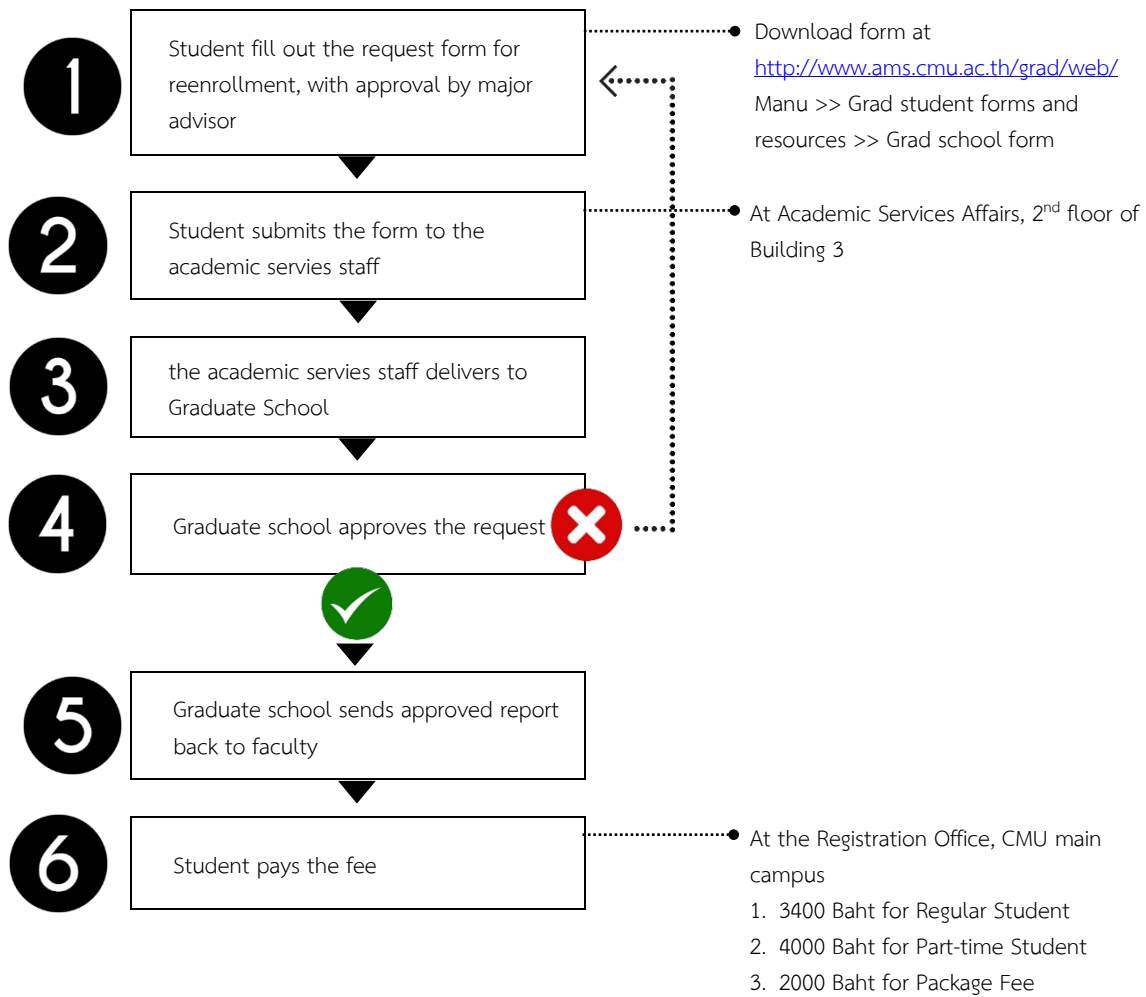 1
Student fill out the request form for
reenrollment, with approval by major
advisor
Download form at
http://www.ams.cmu.ac.th/grad/web/
Manu >> Grad student forms and
resources >> Grad school form
2
Student submits the form to the
academic servies staff
At Academic Services Affairs, 2nd floor of
Building 3
3
the academic servies staff delivers to
Graduate School
4
Graduate school approves the request
5
Graduate school sends approved report
back to faculty
6
Student pays the fee
At the Registration Office, CMU main
campus
1. 3400 Baht for Regular Student
2. 4000 Baht for Part-time Student
3. 2000 Baht for Package Fee